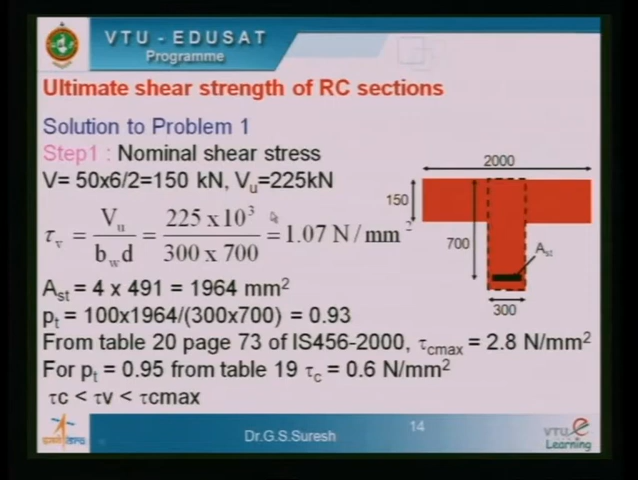 VTU - EDUSAT
Programme
Ultimate shear strength of RC sections
Solution to Problem 1
Step1 : Nominal shear stress
V= 50x6/2=150 kN, Vu=225kN
τv = Vu / bwd = 225 x 10³ / 300 x 700 = 1.07 N / mm²
Ast = 4 x 491 = 1964 mm²
pt = 100x1964/(300x700) = 0.93
From table 20 page 73 of IS456-2000, τcmax = 2.8 N/mm²
For pt = 0.95 from table 19 τc = 0.6 N/mm²
τc < τv < τcmax
2000
150
700
Ast
300
Dr.G.S.Suresh
14
VTU e
Learning